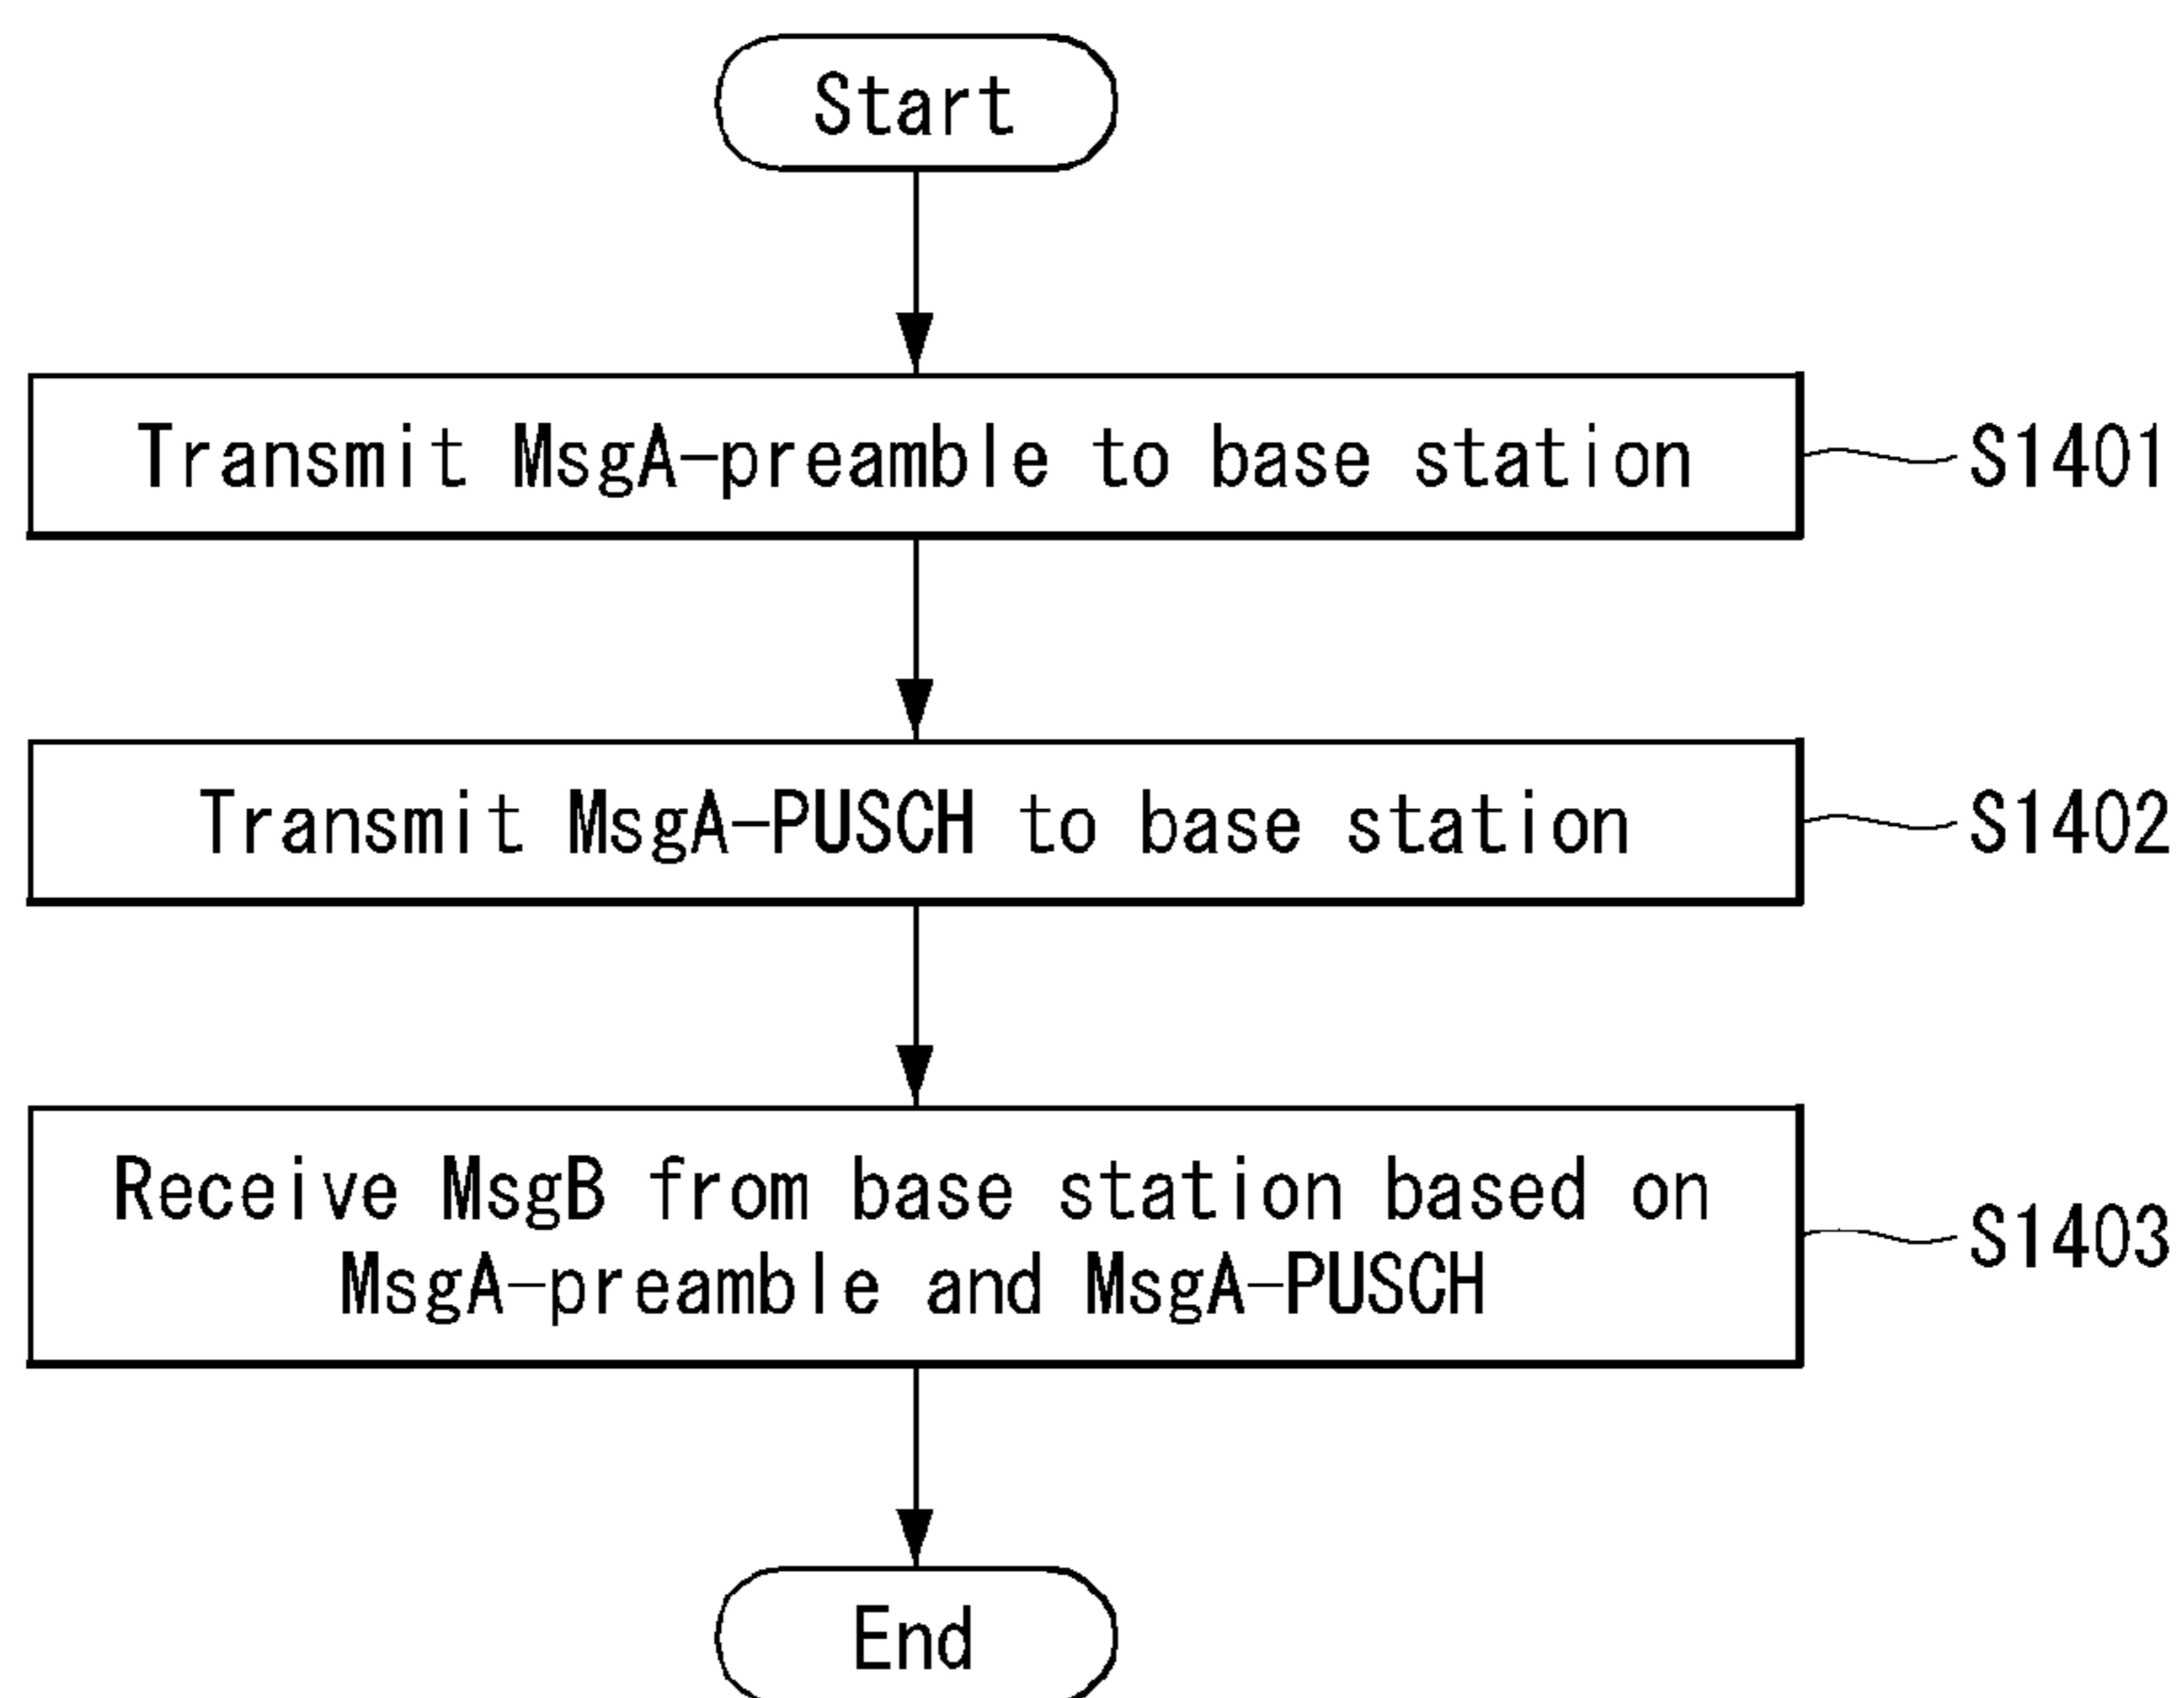 Start
Transmit MsgA-preamble to base station
S1401
Transmit MsgA-PUSCH to base station
S1402
Receive MsgB from base station based on
MsgA-preamble and MsgA-PUSCH
S1403
End